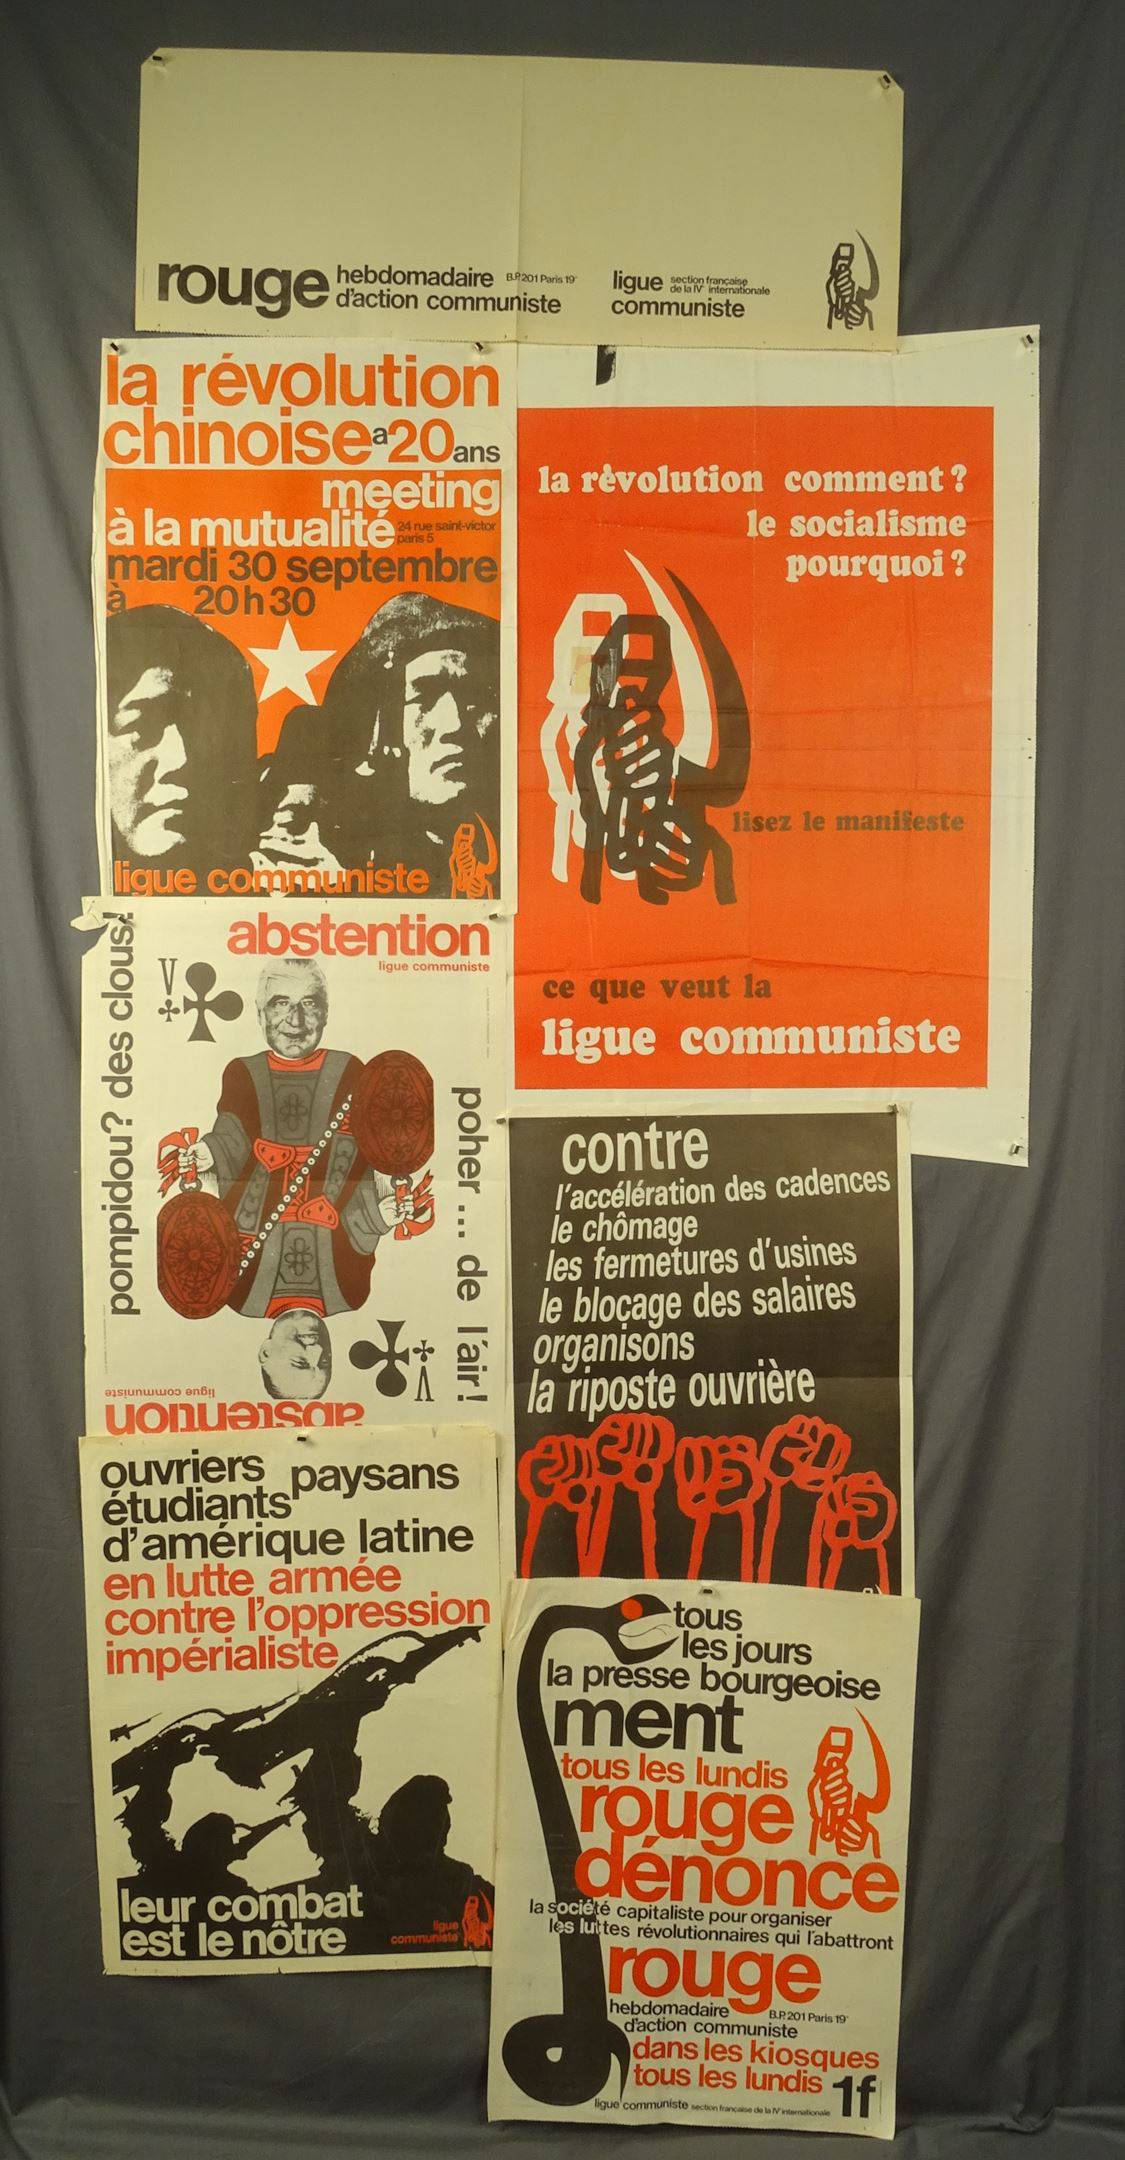 rouge hebdomadaire d'action communiste B.P. 201 Paris 19e
ligue communiste section française de la IVe internationale
la révolution
chinoise a 20 ans
meeting
à la mutualité 24 rue saint-victor paris 5
mardi 30 septembre
à 20h30
ligue communiste
la révolution comment ?
le socialisme
pourquoi ?
lisez le manifeste
ce que veut la
ligue communiste
abstention
ligue communiste
V
pompidou? des clous!
poher ... de l'air!
V
ligue communiste
abstention
contre
l'accélération des cadences
le chômage
les fermetures d'usines
le blocage des salaires
organisons
la riposte ouvrière
ouvriers paysans
étudiants
d'amérique latine
en lutte armée
contre l'oppression
impérialiste
leur combat
est le nôtre
ligue
communiste
tous
les jours
la presse bourgeoise
ment
tous les lundis
rouge
dénonce
la société capitaliste pour organiser
les luttes révolutionnaires qui l'abattront
rouge
hebdomadaire B.P. 201 Paris 19e
d'action communiste
dans les kiosques
tous les lundis 1f
ligue communiste section française de la IVe internationale